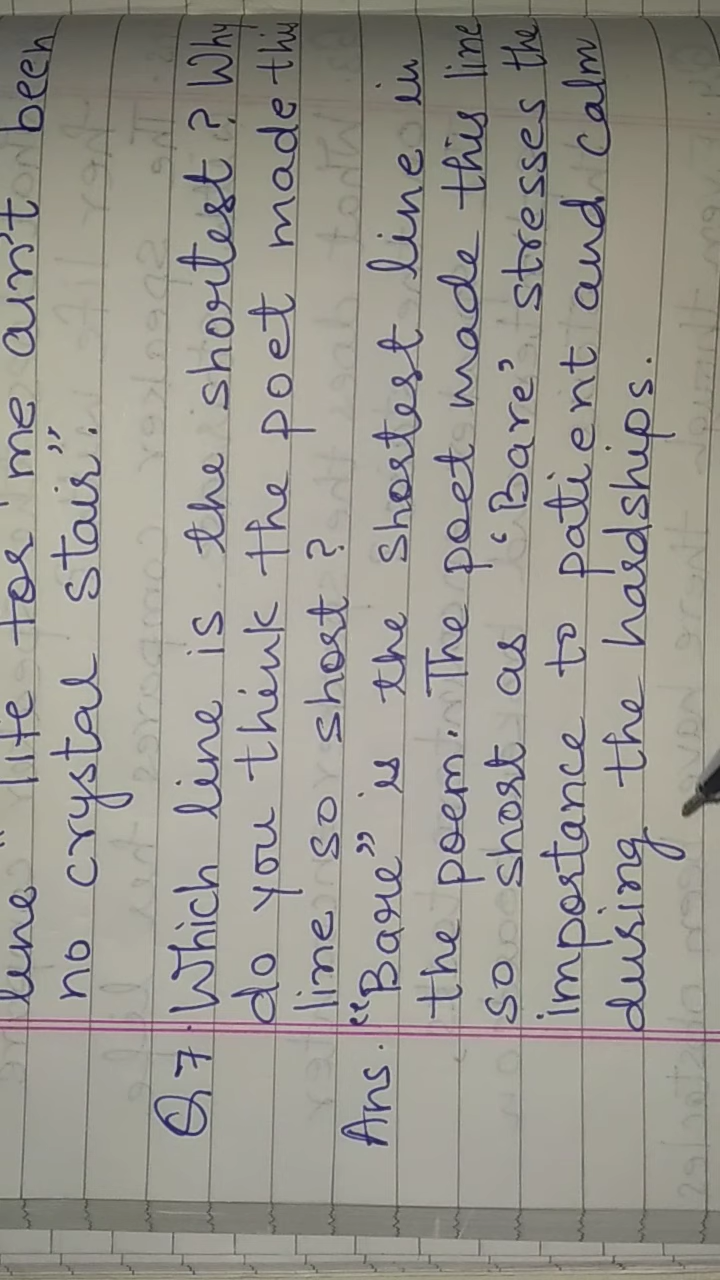 line " life for me ain't been
no crystal stair".
Q 7. Which line is the shortest? Why
do you think the poet made this
line so short?
Ans. "Bare" is the shortest line in
the poem. The poet made this line
so short as 'Bare' stresses the
importance to patient and calm
during the hardships.